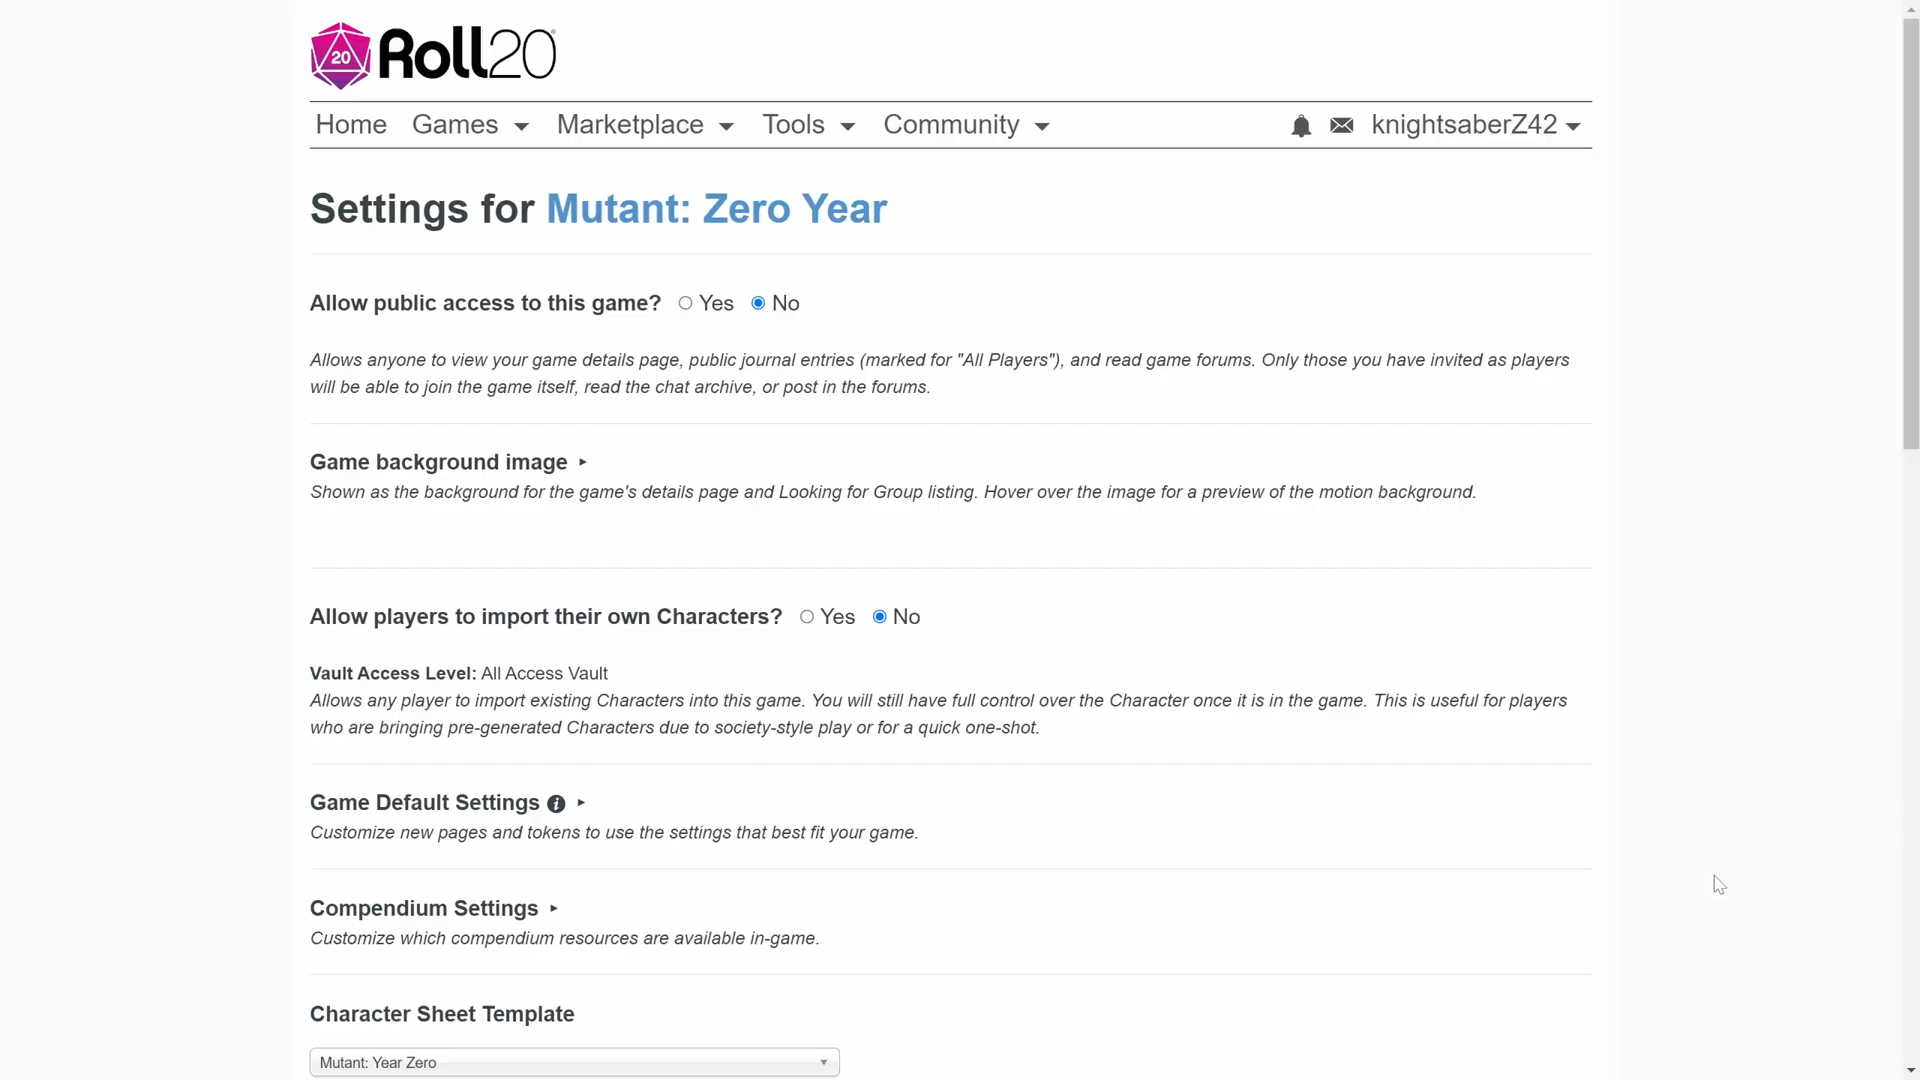 20 Roll20
Home Games Marketplace Tools Community knightsaberZ42
Settings for Mutant: Zero Year
Allow public access to this game? Yes No
Allows anyone to view your game details page, public journal entries (marked for "All Players"), and read game forums. Only those you have invited as players
will be able to join the game itself, read the chat archive, or post in the forums.
Game background image
Shown as the background for the game's details page and Looking for Group listing. Hover over the image for a preview of the motion background.
Allow players to import their own Characters? Yes No
Vault Access Level: All Access Vault
Allows any player to import existing Characters into this game. You will still have full control over the Character once it is in the game. This is useful for players
who are bringing pre-generated Characters due to society-style play or for a quick one-shot.
Game Default Settings i
Customize new pages and tokens to use the settings that best fit your game.
Compendium Settings
Customize which compendium resources are available in-game.
Character Sheet Template
Mutant: Year Zero